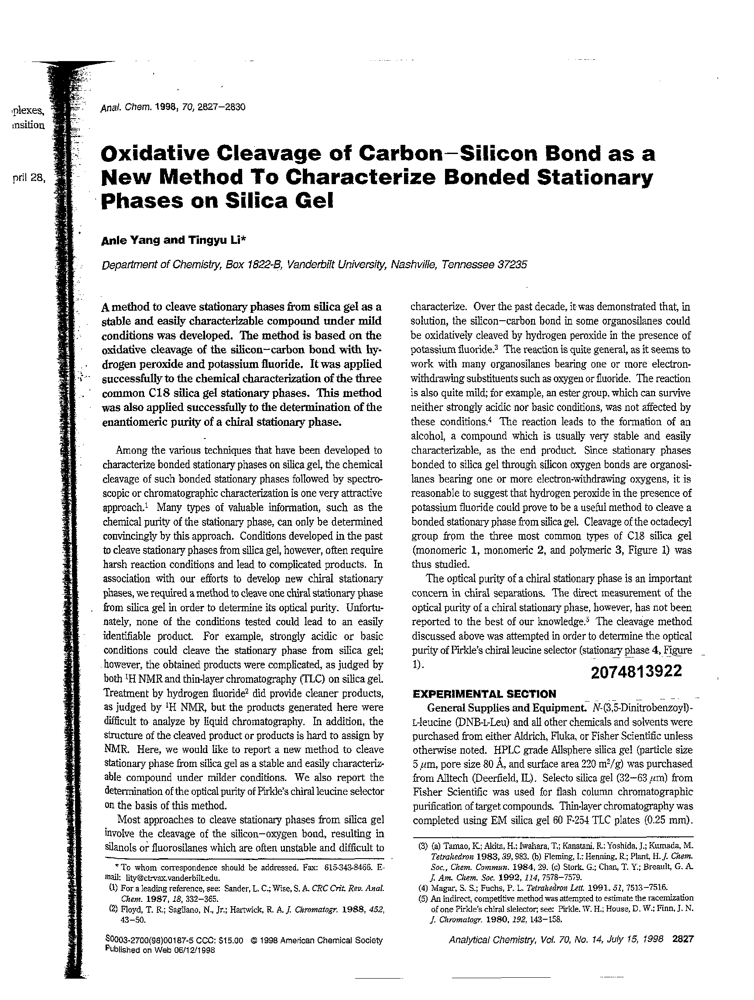 plexes,
nsition
pril 28,
Anal. Chem. 1998, 70, 2827–2830
Oxidative Cleavage of Carbon–Silicon Bond as a
New Method To Characterize Bonded Stationary
Phases on Silica Gel
Anle Yang and Tingyu Li*
Department of Chemistry, Box 1822-B, Vanderbilt University, Nashville, Tennessee 37235
A method to cleave stationary phases from silica gel as a
stable and easily characterizable compound under mild
conditions was developed. The method is based on the
oxidative cleavage of the silicon–carbon bond with hy-
drogen peroxide and potassium fluoride. It was applied
successfully to the chemical characterization of the three
common C18 silica gel stationary phases. This method
was also applied successfully to the determination of the
enantiomeric purity of a chiral stationary phase.
Among the various techniques that have been developed to
characterize bonded stationary phases on silica gel, the chemical
cleavage of such bonded stationary phases followed by spectro-
scopic or chromatographic characterization is one very attractive
approach.¹ Many types of valuable information, such as the
chemical purity of the stationary phase, can only be determined
convincingly by this approach. Conditions developed in the past
to cleave stationary phases from silica gel, however, often require
harsh reaction conditions and lead to complicated products. In
association with our efforts to develop new chiral stationary
phases, we required a method to cleave one chiral stationary phase
from silica gel in order to determine its optical purity. Unfortu-
nately, none of the conditions tested could lead to an easily
identifiable product. For example, strongly acidic or basic
conditions could cleave the stationary phase from silica gel;
however, the obtained products were complicated, as judged by
both ¹H NMR and thin-layer chromatography (TLC) on silica gel.
Treatment by hydrogen fluoride² did provide cleaner products,
as judged by ¹H NMR, but the products generated here were
difficult to analyze by liquid chromatography. In addition, the
structure of the cleaved product or products is hard to assign by
NMR. Here, we would like to report a new method to cleave
stationary phase from silica gel as a stable and easily characteriz-
able compound under milder conditions. We also report the
determination of the optical purity of Pirkle's chiral leucine selector
on the basis of this method.
Most approaches to cleave stationary phases from silica gel
involve the cleavage of the silicon–oxygen bond, resulting in
silanols or fluorosilanes which are often unstable and difficult to
* To whom correspondence should be addressed. Fax: 615-343-8466. E-
mail: lity@ctrvax.vanderbilt.edu.
(1) For a leading reference, see: Sander, L. C.; Wise, S. A. CRC Crit. Rev. Anal.
Chem. 1987, 18, 332–365.
(2) Floyd, T. R.; Sagliano, N., Jr.; Hartwick, R. A. J. Chromatogr. 1988, 452,
43–50.
S0003-2700(98)00187-5 CCC: $15.00 © 1998 American Chemical Society
Published on Web 06/12/1998
characterize. Over the past decade, it was demonstrated that, in
solution, the silicon–carbon bond in some organosilanes could
be oxidatively cleaved by hydrogen peroxide in the presence of
potassium fluoride.³ The reaction is quite general, as it seems to
work with many organosilanes bearing one or more electron-
withdrawing substituents such as oxygen or fluoride. The reaction
is also quite mild; for example, an ester group, which can survive
neither strongly acidic nor basic conditions, was not affected by
these conditions.⁴ The reaction leads to the formation of an
alcohol, a compound which is usually very stable and easily
characterizable, as the end product. Since stationary phases
bonded to silica gel through silicon oxygen bonds are organosi-
lanes bearing one or more electron-withdrawing oxygens, it is
reasonable to suggest that hydrogen peroxide in the presence of
potassium fluoride could prove to be a useful method to cleave a
bonded stationary phase from silica gel. Cleavage of the octadecyl
group from the three most common types of C18 silica gel
(monomeric 1, monomeric 2, and polymeric 3, Figure 1) was
thus studied.
The optical purity of a chiral stationary phase is an important
concern in chiral separations. The direct measurement of the
optical purity of a chiral stationary phase, however, has not been
reported to the best of our knowledge.⁵ The cleavage method
discussed above was attempted in order to determine the optical
purity of Pirkle's chiral leucine selector (stationary phase 4, Figure
1).
2074813922
EXPERIMENTAL SECTION
General Supplies and Equipment. N-(3,5-Dinitrobenzoyl)-
L-leucine (DNB-L-Leu) and all other chemicals and solvents were
purchased from either Aldrich, Fluka, or Fisher Scientific unless
otherwise noted. HPLC grade Allsphere silica gel (particle size
5 μm, pore size 80 Å, and surface area 220 m²/g) was purchased
from Alltech (Deerfield, IL). Selecto silica gel (32–63 μm) from
Fisher Scientific was used for flash column chromatographic
purification of target compounds. Thin-layer chromatography was
completed using EM silica gel 60 F-254 TLC plates (0.25 mm).
(3) (a) Tamao, K.; Akita, H.; Iwahara, T.; Kanatani, R.; Yoshida, J.; Kumada, M.
Tetrahedron 1983, 39, 983. (b) Fleming, I.; Henning, R.; Plant, H. J. Chem.
Soc., Chem. Commun. 1984, 29. (c) Stork, G.; Chan, T. Y.; Breault, G. A.
J. Am. Chem. Soc. 1992, 114, 7578–7579.
(4) Magar, S. S.; Fuchs, P. L. Tetrahedron Lett. 1991, 51, 7513–7516.
(5) An indirect, competitive method was attempted to estimate the racemization
of one Pirkle's chiral slelector; see: Pirkle, W. H.; House, D. W.; Finn, J. N.
J. Chromatogr. 1980, 192, 143–158.
Analytical Chemistry, Vol. 70, No. 14, July 15, 1998 2827